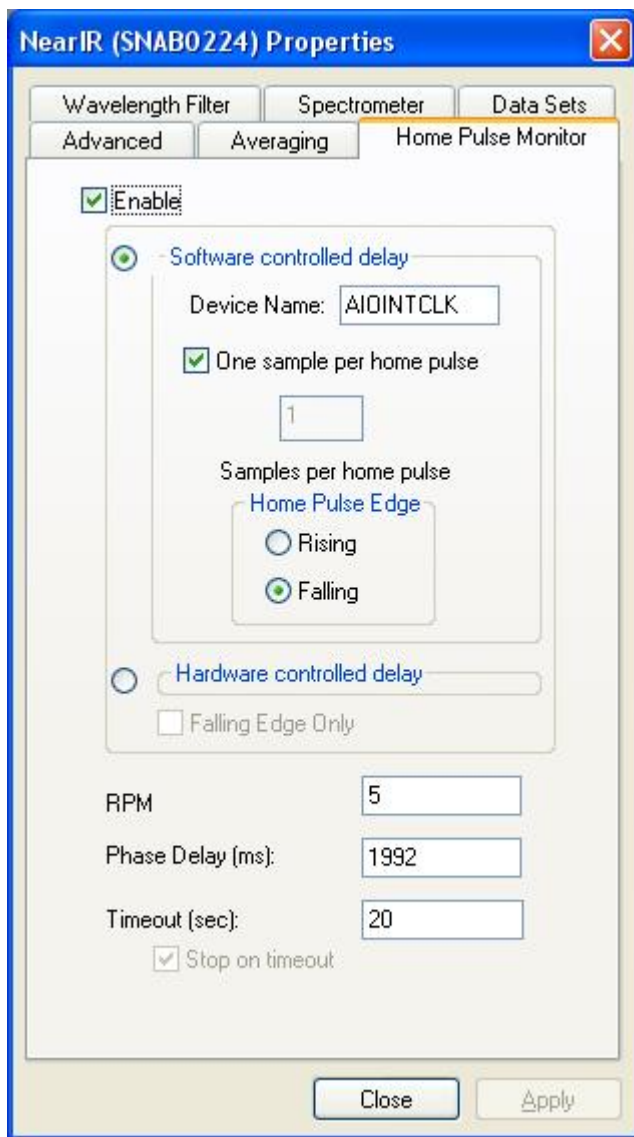 NearIR (SNAB0224) Properties
Wavelength Filter Spectrometer Data Sets
Advanced Averaging Home Pulse Monitor
Enable
Software controlled delay
Device Name: AIOINTCLK
One sample per home pulse
1
Samples per home pulse
Home Pulse Edge
Rising
Falling
Hardware controlled delay
Falling Edge Only
RPM 5
Phase Delay (ms): 1992
Timeout (sec): 20
Stop on timeout
Close Apply